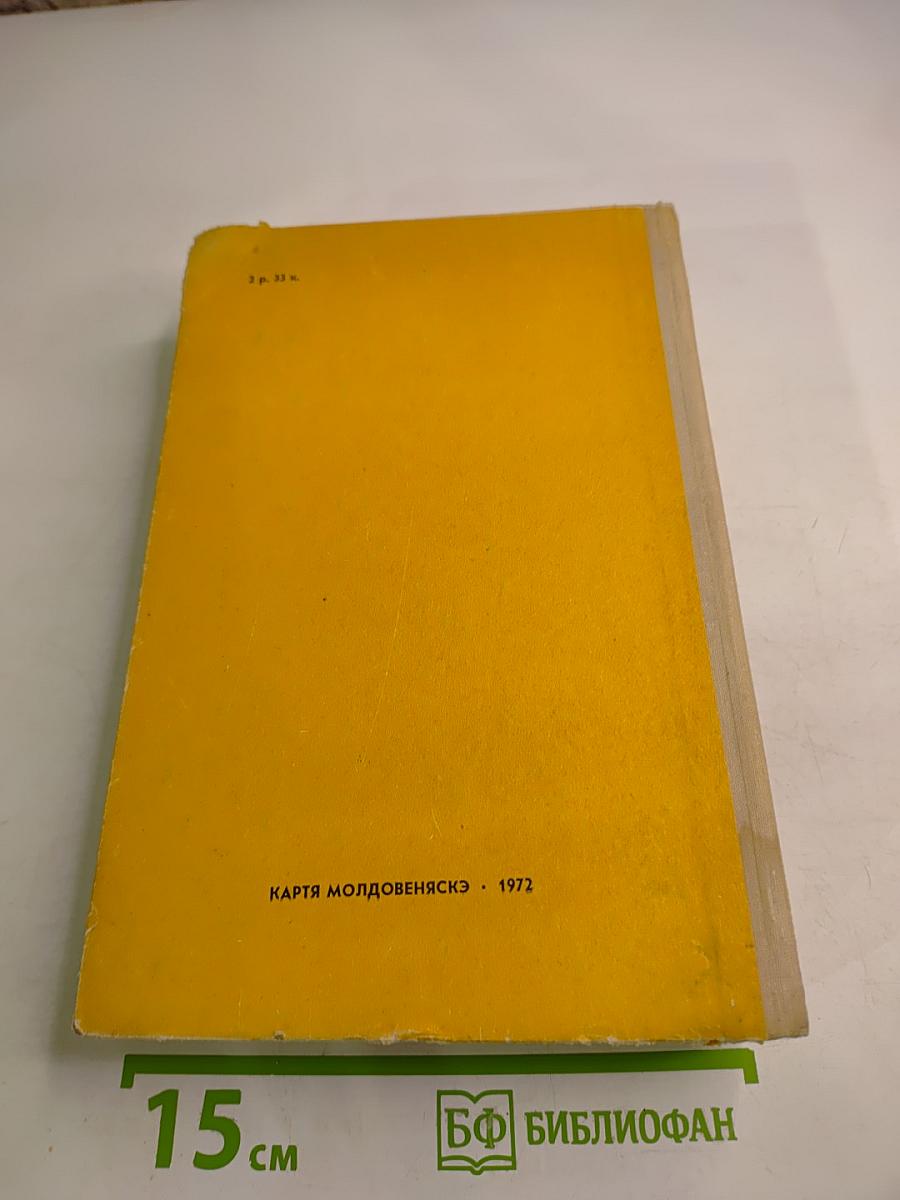 2 р. 33 к.
КАРТЯ МОЛДОВЕНЯСКЭ • 1972
15 см
БФ БИБЛИОФАН